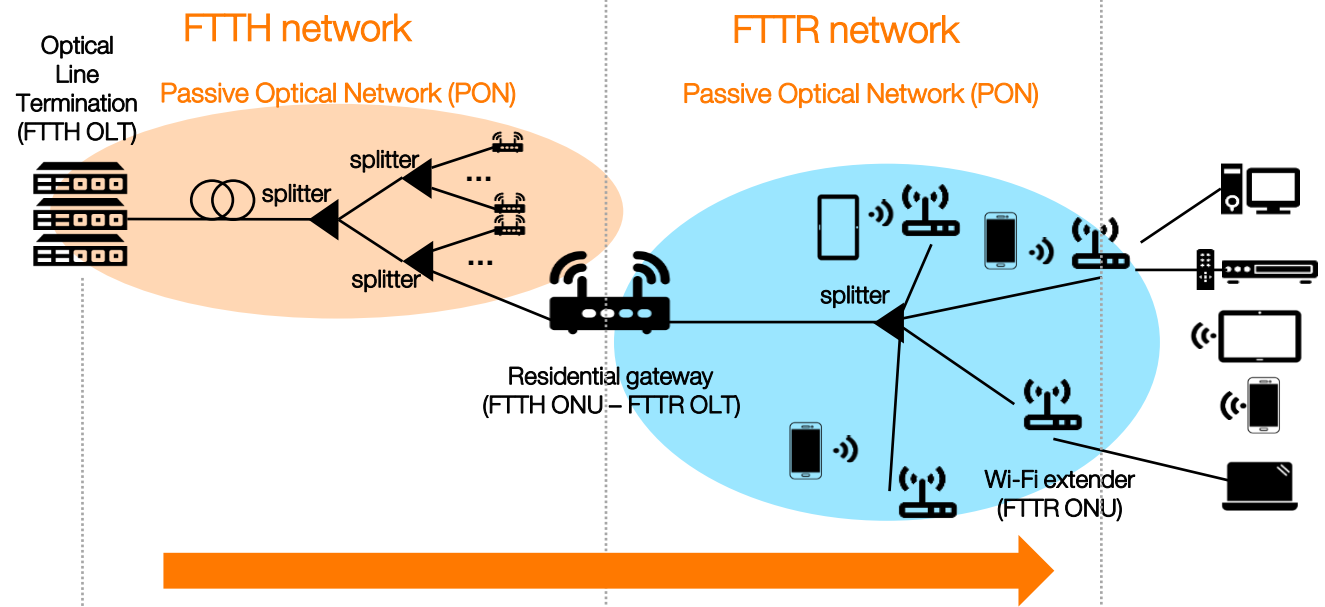 FTTH network
FTTR network
Optical
Line
Termination
(FTTH OLT)
Passive Optical Network (PON)
Passive Optical Network (PON)
splitter
...
splitter
splitter
...
splitter
Residential gateway
(FTTH ONU – FTTR OLT)
Wi-Fi extender
(FTTR ONU)